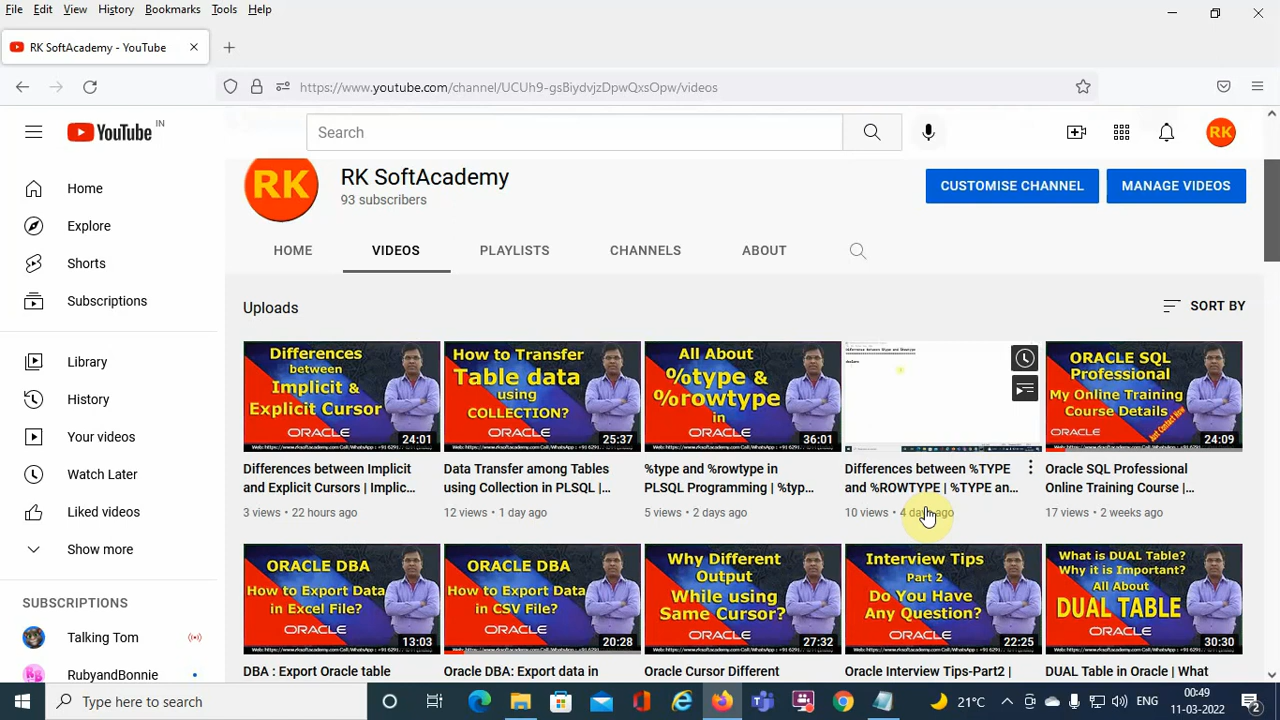 File Edit View History Bookmarks Tools Help
RK SoftAcademy - YouTube
https://www.youtube.com/channel/UCUh9-gsBiydvjzDpwQxsOpw/videos
YouTube IN
Search
RK
Home
Explore
Shorts
Subscriptions
Library
History
Your videos
Watch Later
Liked videos
Show more
SUBSCRIPTIONS
Talking Tom
RubyandBonnie
RK
RK SoftAcademy
93 subscribers
CUSTOMISE CHANNEL
MANAGE VIDEOS
HOME VIDEOS PLAYLISTS CHANNELS ABOUT
Uploads
SORT BY
Differences
between
Implicit &
Explicit Cursor
ORACLE
24:01
Differences between Implicit
and Explicit Cursors | Implic...
3 views • 22 hours ago
How to Transfer
Table data
using
COLLECTION?
ORACLE
25:37
Data Transfer among Tables
using Collection in PLSQL |
12 views • 1 day ago
All About
%type &
%rowtype
in
ORACLE
36:01
%type and %rowtype in
PLSQL Programming | %typ...
5 views • 2 days ago
Differences between %TYPE
and %ROWTYPE | %TYPE an...
10 views • 4 days ago
ORACLE SQL
Professional
My Online Training
Course Details
ORACLE
24:09
Oracle SQL Professional
Online Training Course |...
17 views • 2 weeks ago
ORACLE DBA
How to Export Data
in Excel File?
ORACLE
13:03
DBA : Export Oracle table
ORACLE DBA
How to Export Data
in CSV File?
ORACLE
20:28
Oracle DBA: Export data in
Why Different
Output
While using
Same Cursor?
ORACLE
27:32
Oracle Cursor Different
Interview Tips
Part 2
Do You Have
Any Question?
ORACLE
22:25
Oracle Interview Tips-Part2 |
What is DUAL Table?
Why it is Important?
All About
DUAL TABLE
ORACLE
30:30
DUAL Table in Oracle | What
Type here to search
21°C
ENG
00:49
11-03-2022
2